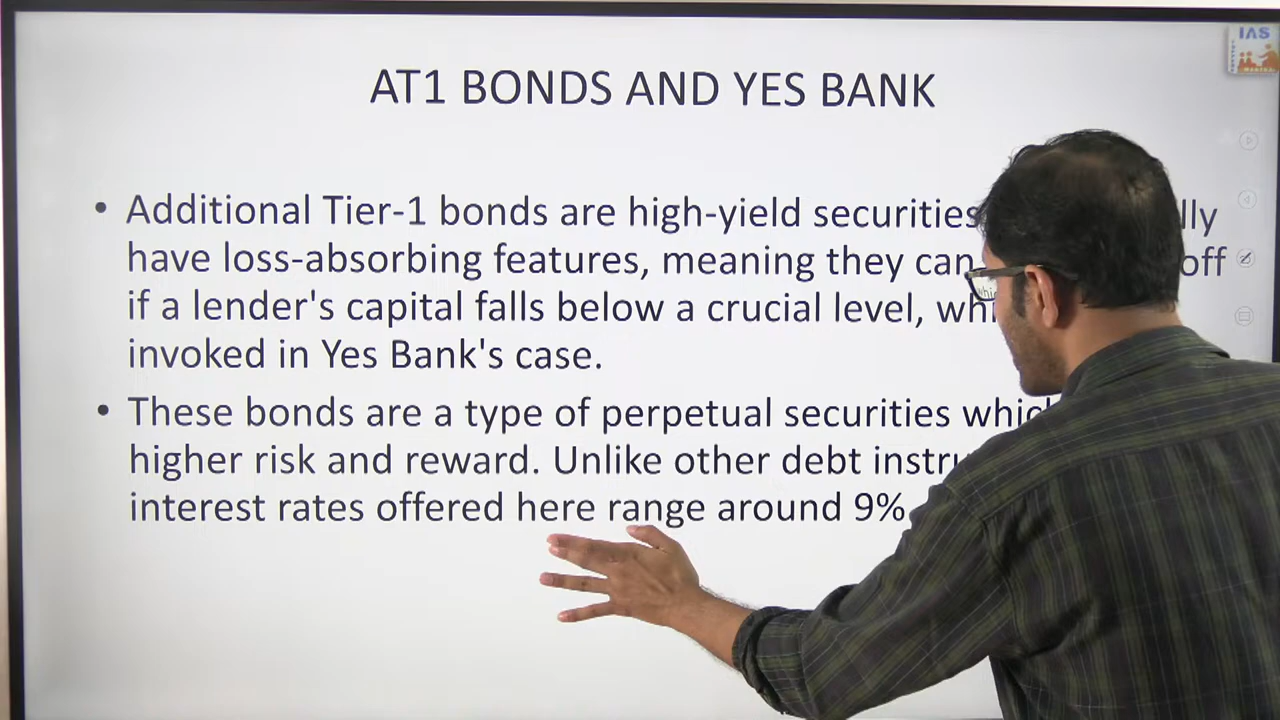 IAS
AT1 BONDS AND YES BANK
• Additional Tier-1 bonds are high-yield securities
have loss-absorbing features, meaning they can off
if a lender's capital falls below a crucial level,
invoked in Yes Bank's case.
• These bonds are a type of perpetual securities
higher risk and reward. Unlike other debt
interest rates offered here range around 9%